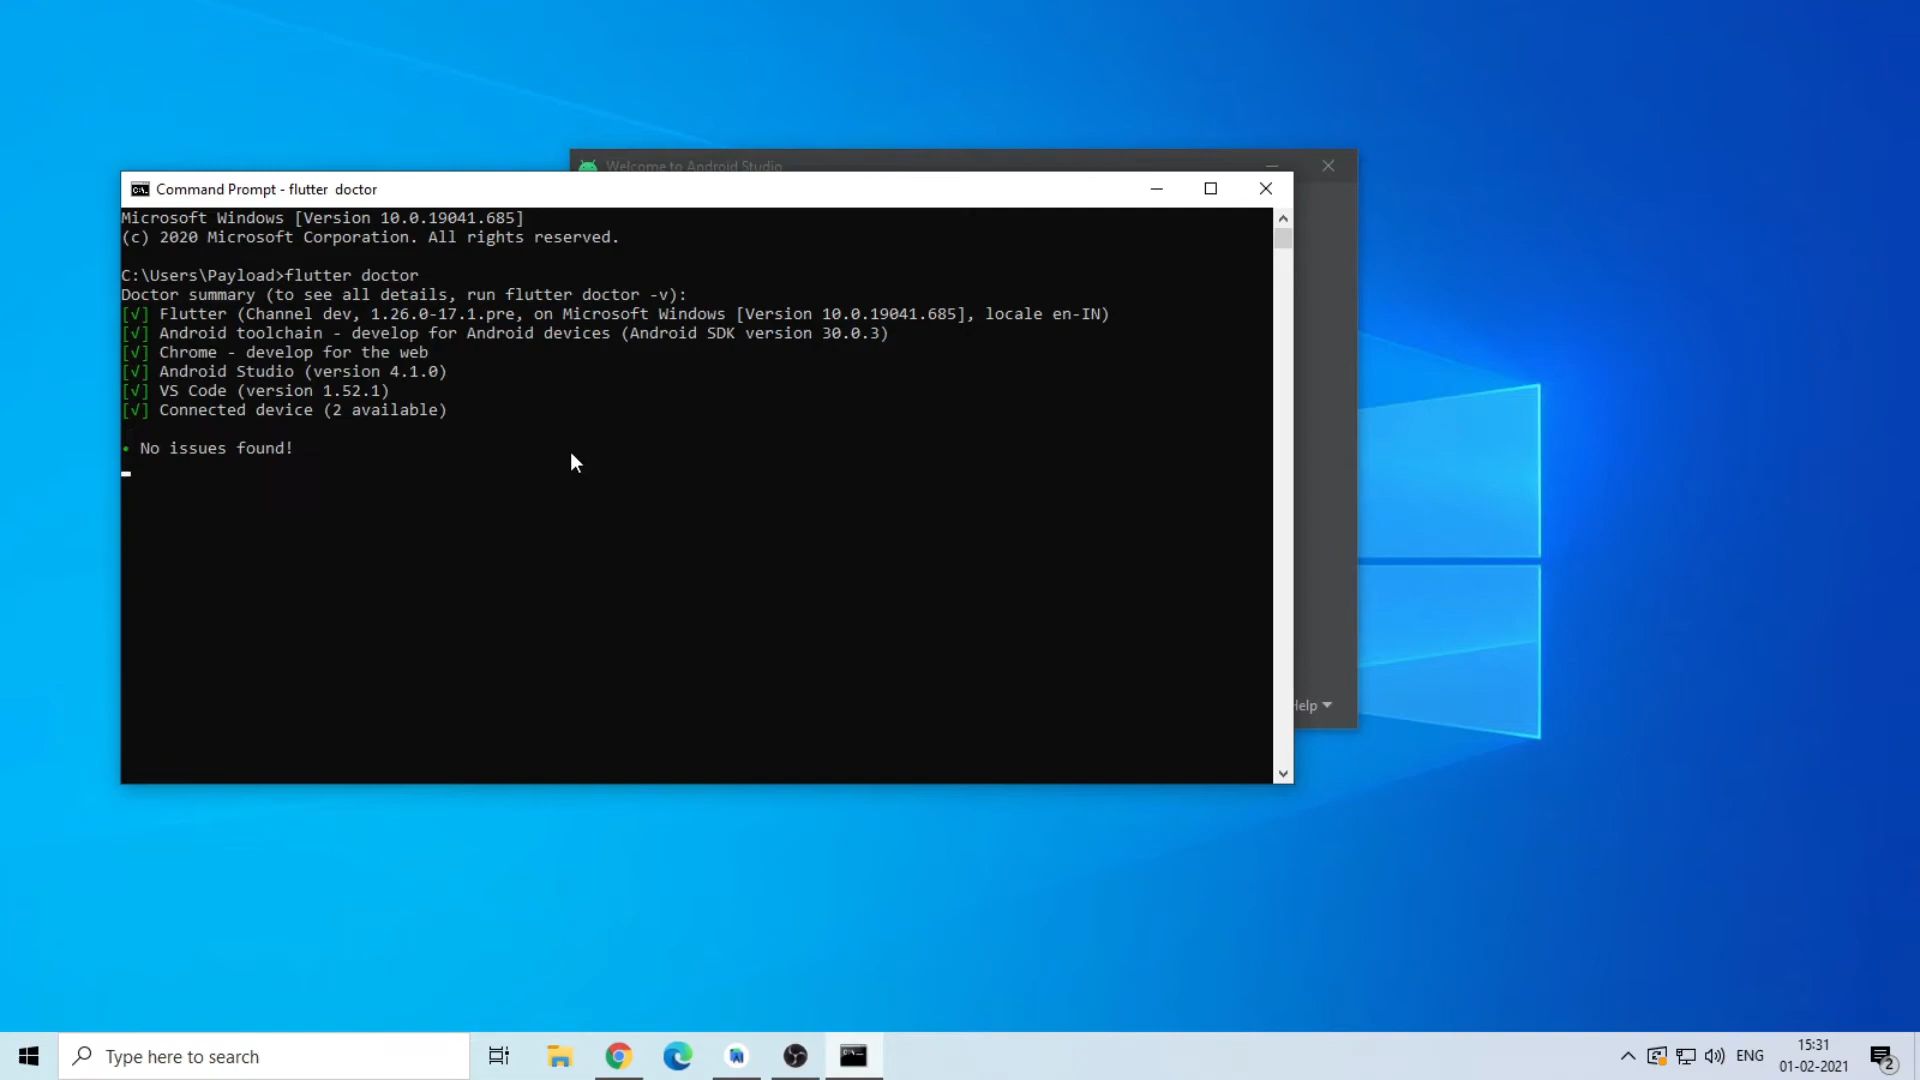 Welcome to Android Studio
Command Prompt - flutter  doctor
Microsoft Windows [Version 10.0.19041.685]
(c) 2020 Microsoft Corporation. All rights reserved.
C:\Users\Payload>flutter doctor
Doctor summary (to see all details, run flutter doctor -v):
[√] Flutter (Channel dev, 1.26.0-17.1.pre, on Microsoft Windows [Version 10.0.19041.685], locale en-IN)
[√] Android toolchain - develop for Android devices (Android SDK version 30.0.3)
[√] Chrome - develop for the web
[√] Android Studio (version 4.1.0)
[√] VS Code (version 1.52.1)
[√] Connected device (2 available)
• No issues found!
Help
Type here to search
ENG
15:31
01-02-2021
2